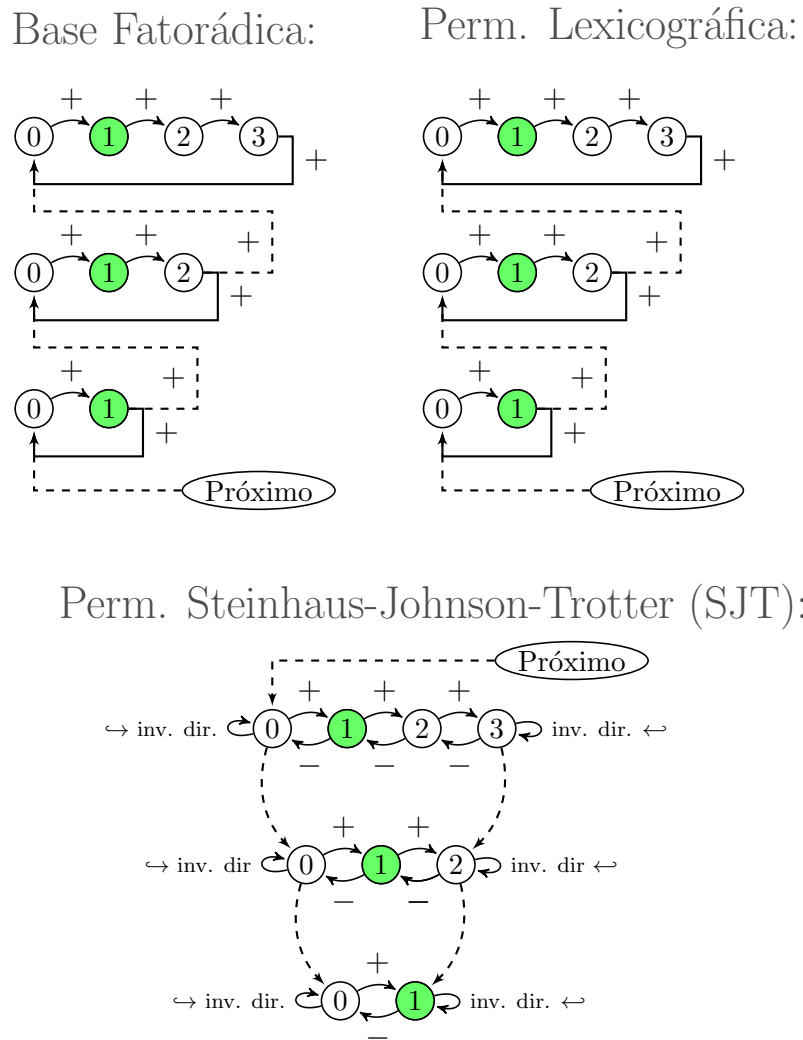 Base Fatorádica: Perm. Lexicográfica:
+ + + + + +
0 1 2 3 + 0 1 2 3 +
+ + + + + +
0 1 2 + 0 1 2 +
+ + + +
0 1 + 0 1 +
Próximo Próximo
Perm. Steinhaus-Johnson-Trotter (SJT):
Próximo
+ + +
↪ inv. dir. 0 1 2 3 inv. dir. ↩
− − −
+ +
↪ inv. dir 0 1 2 inv. dir ↩
− −
+
↪ inv. dir. 0 1 inv. dir. ↩
−